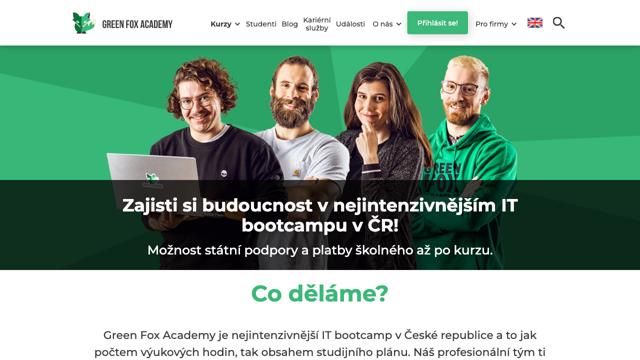 GREEN FOX ACADEMY
Kurzy
Studenti
Blog
Kariérní
služby
Události
O nás
Přihlásit se!
Pro firmy
GREEN
FOX
Zajisti si budoucnost v nejintenzivnějším IT
bootcampu v ČR!
Možnost státní podpory a platby školného až po kurzu.
Co děláme?
Green Fox Academy je nejintenzivnější IT bootcamp v České republice a to jak
počtem výukových hodin, tak obsahem studijního plánu. Náš profesionální tým ti